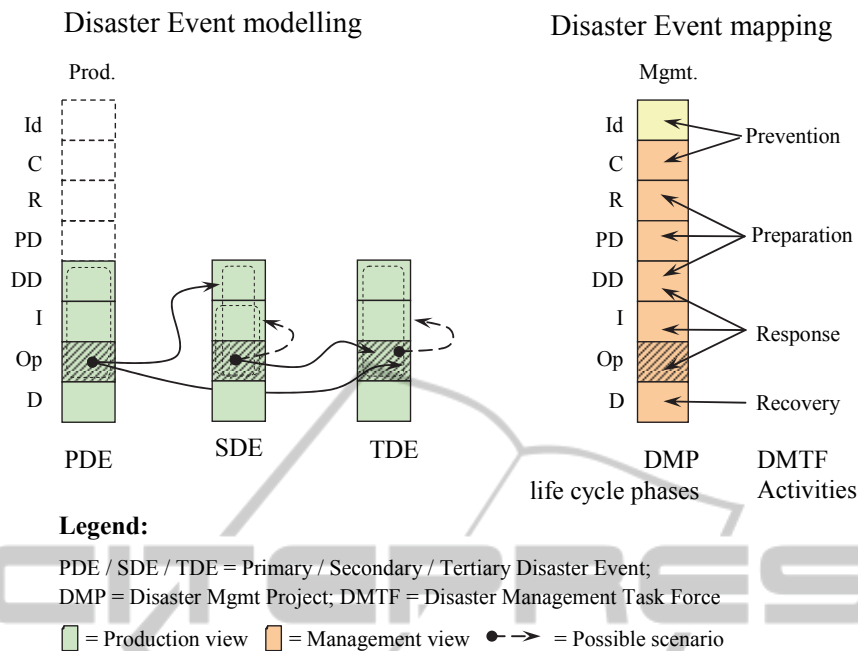 Disaster Event modelling
Disaster Event mapping
Prod.
Mgmt.
Id
C
R
PD
DD
I
Op
D
Id
C
R
PD
DD
I
Op
D
Prevention
Preparation
Response
Recovery
PDE
SDE
TDE
DMP
life cycle phases
DMTF
Activities
Legend:
PDE / SDE / TDE = Primary / Secondary / Tertiary Disaster Event;
DMP = Disaster Mgmt Project; DMTF = Disaster Management Task Force
= Production view = Management view = Possible scenario